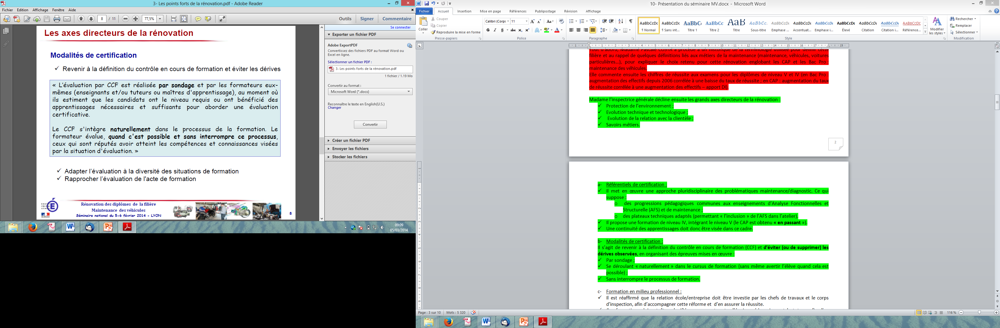 3- Les points forts de la rénovation.pdf - Adobe Reader
Fichier Edition Affichage Fenêtre Aide
8 / 11 77,5% Outils Signer Commentaire
Les axes directeurs de la rénovation
Modalités de certification
✓ Revenir à la définition du contrôle en cours de formation et éviter les dérives
« L'évaluation par CCF est réalisée par sondage et par les formateurs eux-
mêmes (enseignants et/ou tuteurs ou maîtres d'apprentissage), au moment où
ils estiment que les candidats ont le niveau requis ou ont bénéficié des
apprentissages nécessaires et suffisants pour aborder une évaluation
certificative.
Le CCF s'intègre naturellement dans le processus de la formation. Le
formateur évalue, quand c'est possible et sans interrompre ce processus,
ceux qui sont réputés avoir atteint les compétences et connaissances visées
par la situation d'évaluation. »
✓ Adapter l'évaluation à la diversité des situations de formation
✓ Rapprocher l'évaluation de l'acte de formation
Rénovation des diplômes de la filière
Maintenance des véhicules
Séminaire national du 5-6 février 2014 - LYON
8
Se connecter
Exporter un fichier PDF
Adobe ExportPDF
Convertissez des fichiers PDF au format Word ou
Excel en ligne.
Sélectionner un fichier PDF :
3- Les points forts de la rénovation.pdf
1 fichier / 1.19 Mo
Convertir au format :
Microsoft Word (*.docx)
Reconnaître le texte en English(U.S.)
Changer
Convertir
Créer un fichier PDF
Envoyer les fichiers
Stocker les fichiers
09:09
05/03/2014
10- Présentation du séminaire MV.docx - Microsoft Word
Fichier Accueil Insertion Mise en page Références Publipostage Révision Affichage
Coller
Couper
Copier
Reproduire la mise en forme
Presse-papiers
Calibri (Corps 11
G I S abc x₂ x²
Police
Paragraphe
AaBbCcDc AaBbCcDc AaBbC AaBbCc AaB AaBbCc. AaBbCcDc AaBbCcDc AaBbCcDc AaBbCcDc AaBbCcDc AaBbCcDc AABBCCDD
¶ Normal ¶ Sans int... Titre 1 Titre 2 Titre Sous-titre Emphase ... Accentuat... Emphase i... Élevé Citation Citation i... Référence...
Style
Modifier
les styles
Rechercher
Remplacer
Sélectionner
Modification
Tout d'abord, Madame Pascale COSTA a procédé à un historique de la terminologie utilisée pour définir cette
filière et au rappel de quelques définitions liés aux métiers de la maintenance (maintenance, véhicules, voitures
particulières...), pour expliquer le choix retenu pour cette rénovation englobant les CAP et les Bac Pro :
maintenance des véhicules.
Elle commente ensuite les chiffres de réussite aux examens pour les diplômes de niveau V et IV (en Bac Pro :
augmentation des effectifs depuis 2006 corrélée à une baisse du taux de réussite ; en CAP : augmentation du taux
de réussite corrélée à une augmentation des effectifs – apport DI).
Madame l'inspectrice générale décline ensuite les grands axes directeurs de la rénovation :
✓ Protection de l'environnement ;
✓ Evolution technique et technologique ;
✓ Evolution de la relation avec la clientèle ;
✓ Savoirs métiers.
2
a- Référentiels de certification :
✓ Il met en œuvre une approche pluridisciplinaire des problématiques maintenance/diagnostic. Ce qui
suppose :
o des progressions pédagogiques communes aux enseignements d'Analyse Fonctionnelles et
Structurelle (AFS) et de maintenance ;
o des plateaux techniques adaptés (permettant « l'inclusion » de l'AFS dans l'atelier).
✓ Il propose une formation de niveau IV, intégrant le niveau V (le CAP est obtenu « en passant »).
✓ Une continuité des apprentissages doit donc être visée dans ce cadre.
b- Modalités de certification :
Il s'agit de revenir à la définition du contrôle en cours de formation (CCF) et d'éviter (ou de supprimer) les
dérives observées, en organisant des épreuves mises en œuvre :
✓ Par sondage ;
✓ Se déroulant « naturellement » dans le cursus de formation (sans même avertir l'élève quand cela est
possible) ;
✓ Sans interrompre le processus de formation.
c- Formation en milieu professionnel :
✓ Il est réaffirmé que la relation école/entreprise doit être investie par les chefs de travaux et le corps
d'inspection, afin d'accompagner cette réforme et d'en assurer la réussite.
Page : 3 sur 10 Mots : 5 320 116 %